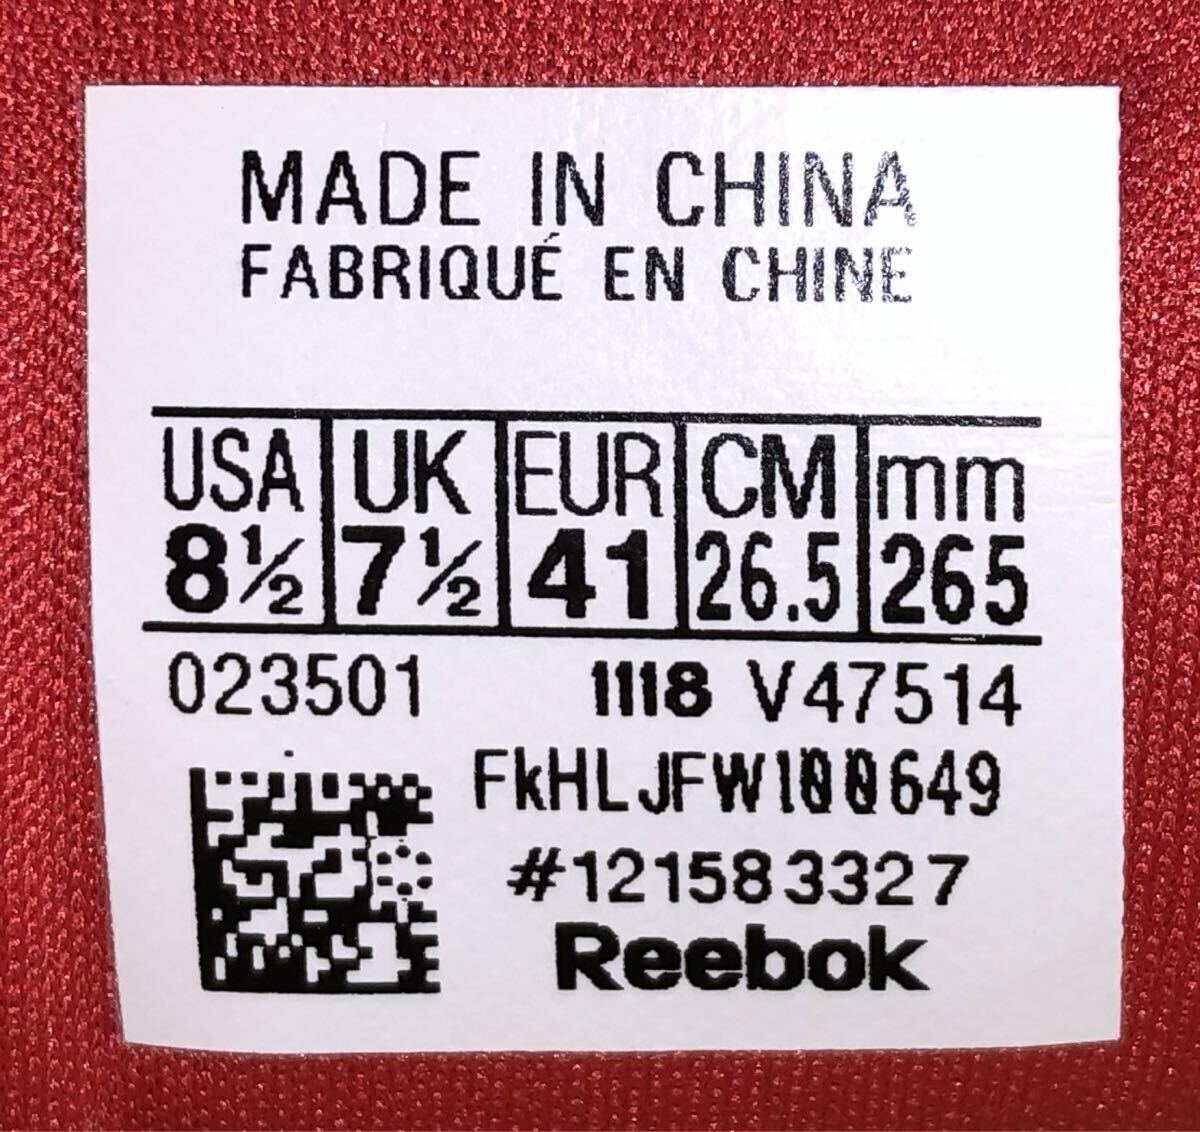 MADE IN CHINA
FABRIQUÉ EN CHINE
USA UK EUR CM mm
8½ 7½ 41 26.5 265
023501 1118 V47514
FkHLJFW100649
#121583327
Reebok